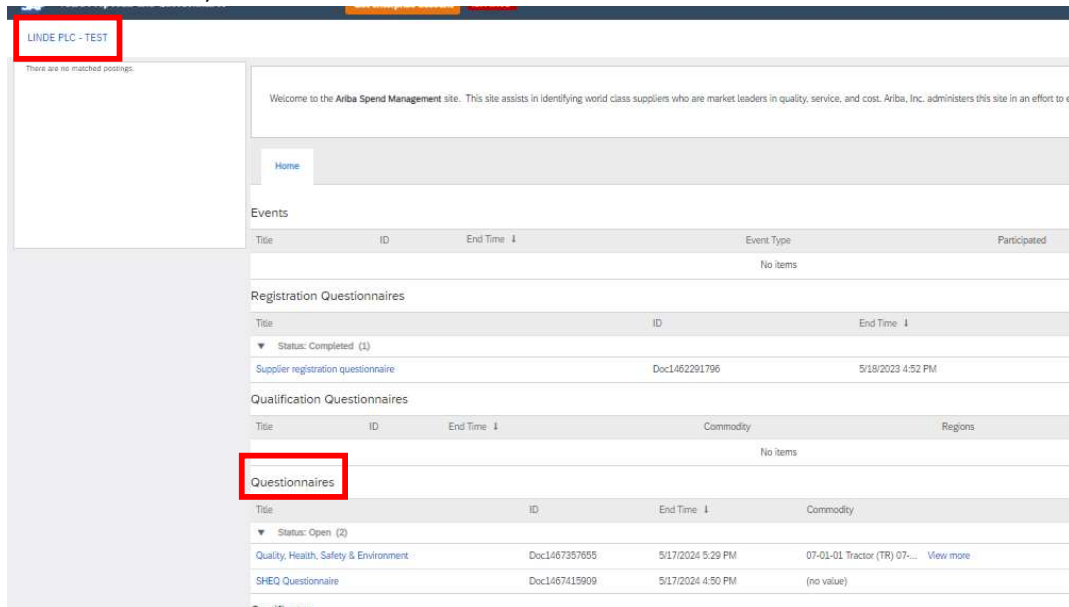 LINDE PLC - TEST
There are no matched postings.
Welcome to the Ariba Spend Management site. This site assists in identifying world class suppliers who are market leaders in quality, service, and cost. Ariba, Inc. administers this site in an effort to e
Home
Events
Title ID End Time ↓ Event Type Participated
No items
Registration Questionnaires
Title ID End Time ↓
▼ Status: Completed (1)
Supplier registration questionnaire Doc1462291796 5/18/2023 4:52 PM
Qualification Questionnaires
Title ID End Time ↓ Commodity Regions
No items
Questionnaires
Title ID End Time ↓ Commodity
▼ Status: Open (2)
Quality, Health, Safety & Environment Doc1467357655 5/17/2024 5:29 PM 07-01-01 Tractor (TR) 07-... View more
SHEQ Questionnaire Doc1467415909 5/17/2024 4:50 PM (no value)